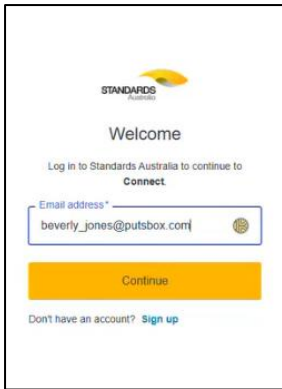 STANDARDS
Australia
Welcome
Log in to Standards Australia to continue to
Connect.
Email address*
beverly_jones@putsbox.com
Continue
Don't have an account? Sign up